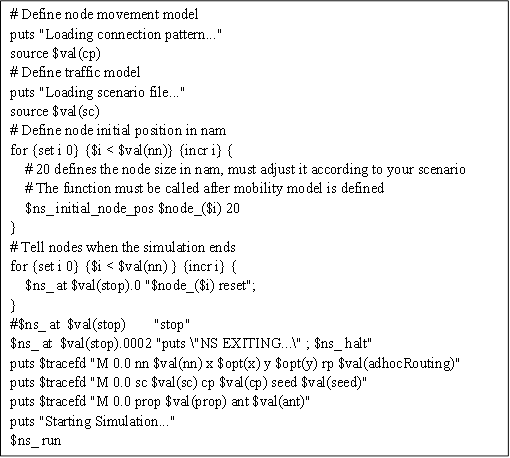 # Define node movement model
puts "Loading connection pattern..."
source $val(cp)
# Define traffic model
puts "Loading scenario file..."
source $val(sc)
# Define node initial position in nam
for {set i 0} {$i < $val(nn)} {incr i} {
# 20 defines the node size in nam, must adjust it according to your scenario
# The function must be called after mobility model is defined
$ns_initial_node_pos $node_($i) 20
}
# Tell nodes when the simulation ends
for {set i 0} {$i < $val(nn) } {incr i} {
$ns_ at $val(stop).0 "$node_($i) reset";
}
#$ns_ at $val(stop) "stop"
$ns_ at $val(stop).0002 "puts \"NS EXITING...\" ; $ns_halt"
puts $tracefd "M 0.0 nn $val(nn) x $opt(x) y $opt(y) rp $val(adhocRouting)"
puts $tracefd "M 0.0 sc $val(sc) cp $val(cp) seed $val(seed)"
puts $tracefd "M 0.0 prop $val(prop) ant $val(ant)"
puts "Starting Simulation..."
$ns_run